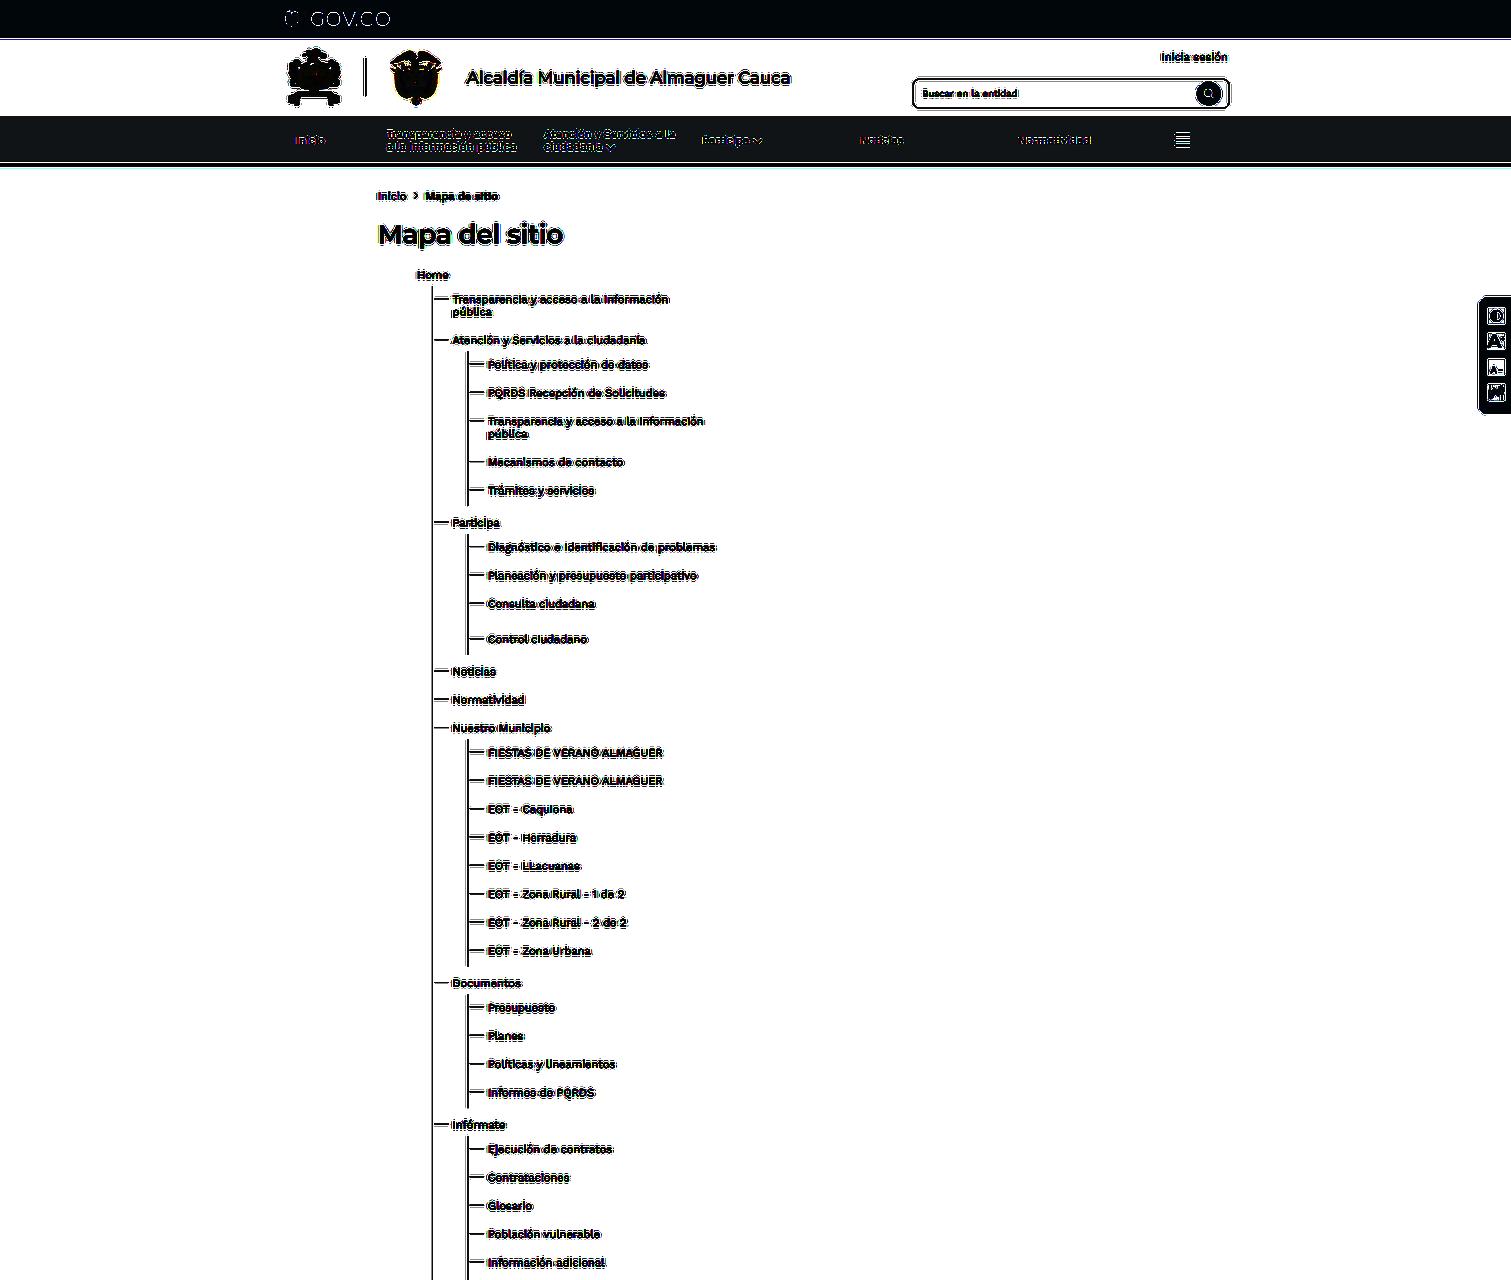 GOV.CO
Alcaldía Municipal de Almaguer Cauca
Inicia sesión
Buscar en la entidad
Inicio
Transparencia y acceso
a la Información pública
Atención y Servicios a la
ciudadanía
Participa
Noticias
Normatividad
Inicio > Mapa de sitio
Mapa del sitio
Home
Transparencia y acceso a la Información
pública
Atención y Servicios a la ciudadanía
Política y protección de datos
PQRDS Recepción de Solicitudes
Transparencia y acceso a la Información
pública
Mecanismos de contacto
Trámites y servicios
Participa
Diagnóstico e identificación de problemas
Planeación y presupuesto participativo
Consulta ciudadana
Control ciudadano
Noticias
Normatividad
Nuestro Municipio
FIESTAS DE VERANO ALMAGUER
FIESTAS DE VERANO ALMAGUER
EOT - Caquiona
EOT - Herradura
EOT - LLacuanas
EOT - Zona Rural - 1 de 2
EOT - Zona Rural - 2 de 2
EOT - Zona Urbana
Documentos
Presupuesto
Planes
Políticas y lineamientos
Informes de PQRDS
Infórmate
Ejecución de contratos
Contrataciones
Glosario
Población vulnerable
Información adicional